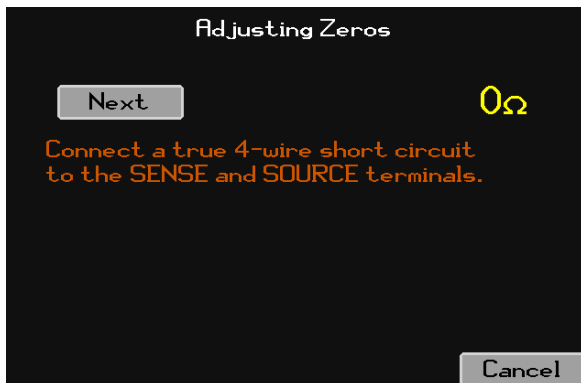 Adjusting Zeros
Next
0Ω
Connect a true 4-wire short circuit
to the SENSE and SOURCE terminals.
Cancel